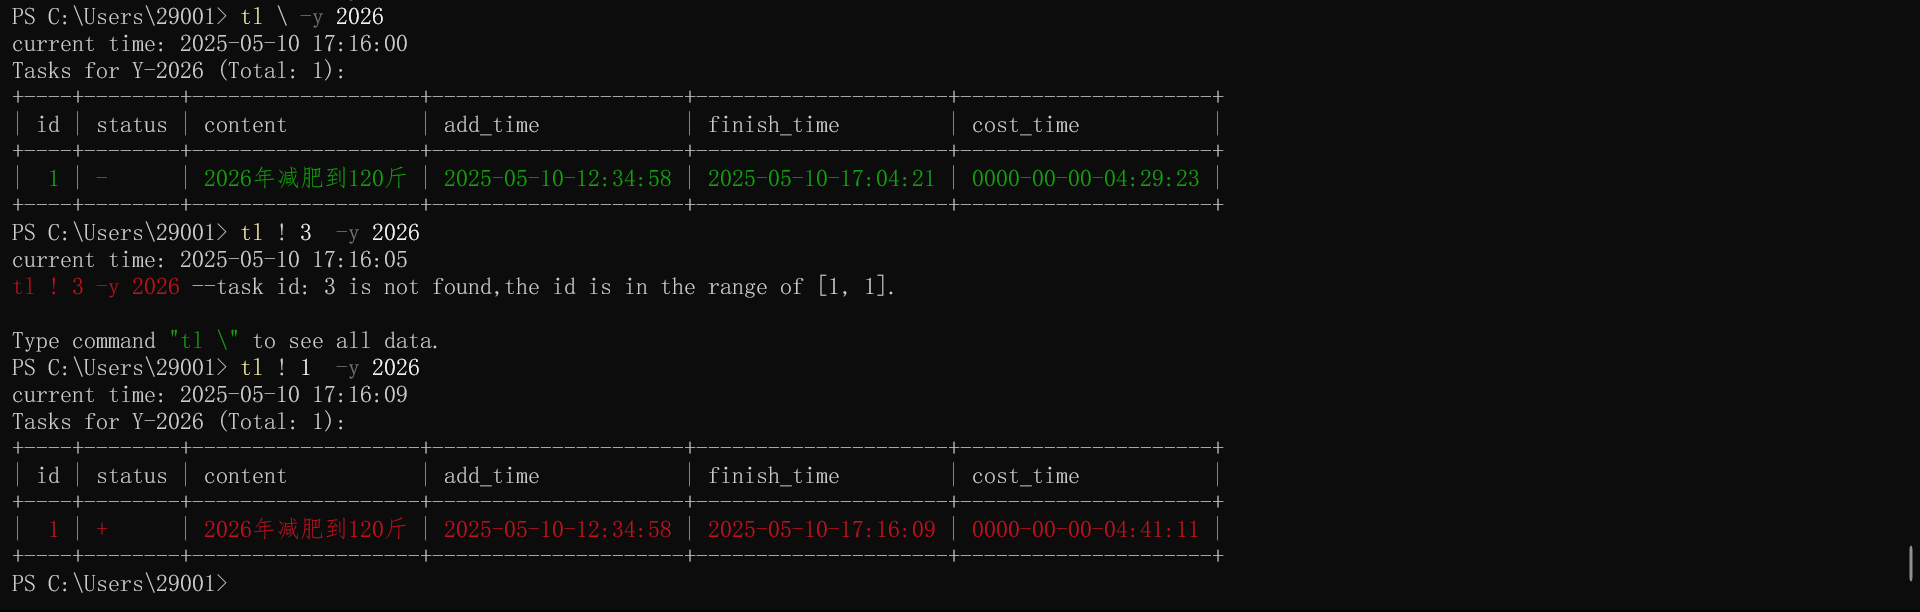 PS C:\Users\29001> tl \ -y 2026
current time: 2025-05-10 17:16:00
Tasks for Y-2026 (Total: 1):
+----+--------+-------------------+---------------------+---------------------+---------------------+
| id | status | content           | add_time            | finish_time         | cost_time           |
+----+--------+-------------------+---------------------+---------------------+---------------------+
|  1 | -      | 2026年减肥到120斤 | 2025-05-10-12:34:58 | 2025-05-10-17:04:21 | 0000-00-00-04:29:23 |
+----+--------+-------------------+---------------------+---------------------+---------------------+
PS C:\Users\29001> tl ! 3  -y 2026
current time: 2025-05-10 17:16:05
tl ! 3 -y 2026 --task id: 3 is not found,the id is in the range of [1, 1].

Type command "tl \" to see all data.
PS C:\Users\29001> tl ! 1  -y 2026
current time: 2025-05-10 17:16:09
Tasks for Y-2026 (Total: 1):
+----+--------+-------------------+---------------------+---------------------+---------------------+
| id | status | content           | add_time            | finish_time         | cost_time           |
+----+--------+-------------------+---------------------+---------------------+---------------------+
|  1 | +      | 2026年减肥到120斤 | 2025-05-10-12:34:58 | 2025-05-10-17:16:09 | 0000-00-00-04:41:11 |
+----+--------+-------------------+---------------------+---------------------+---------------------+
PS C:\Users\29001>